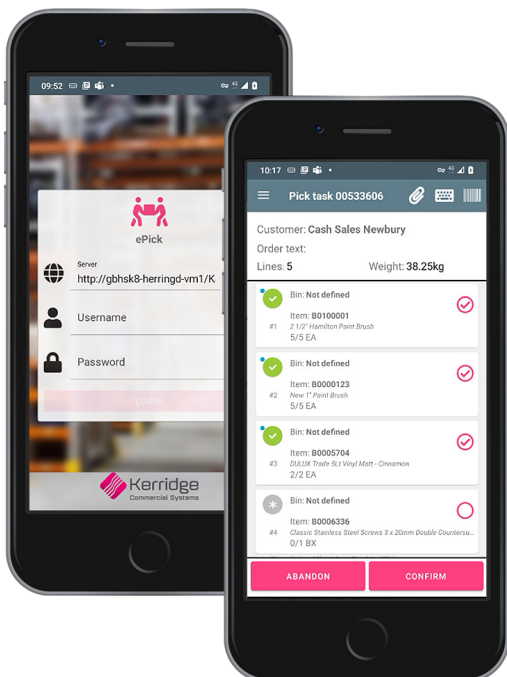 09:52
ePick
Server
http://gbhsk8-herringd-vm1/K
Username
Password
LOGIN
Kerridge
Commercial Systems
10:17
Pick task 00533606
Customer: Cash Sales Newbury
Order text:
Lines: 5 Weight: 38.25kg
Bin: Not defined
Item: B0100001
#1 2 1/2" Hamilton Paint Brush
5/5 EA
Bin: Not defined
Item: B0000123
#2 New 1" Paint Brush
5/5 EA
Bin: Not defined
Item: B0005704
#3 DULUX Trade 5Lt Vinyl Matt - Cinnamon
2/2 EA
Bin: Not defined
Item: B0006336
#4 Classic Stainless Steel Screws 3 x 20mm Double Countersu...
0/1 BX
ABANDON CONFIRM